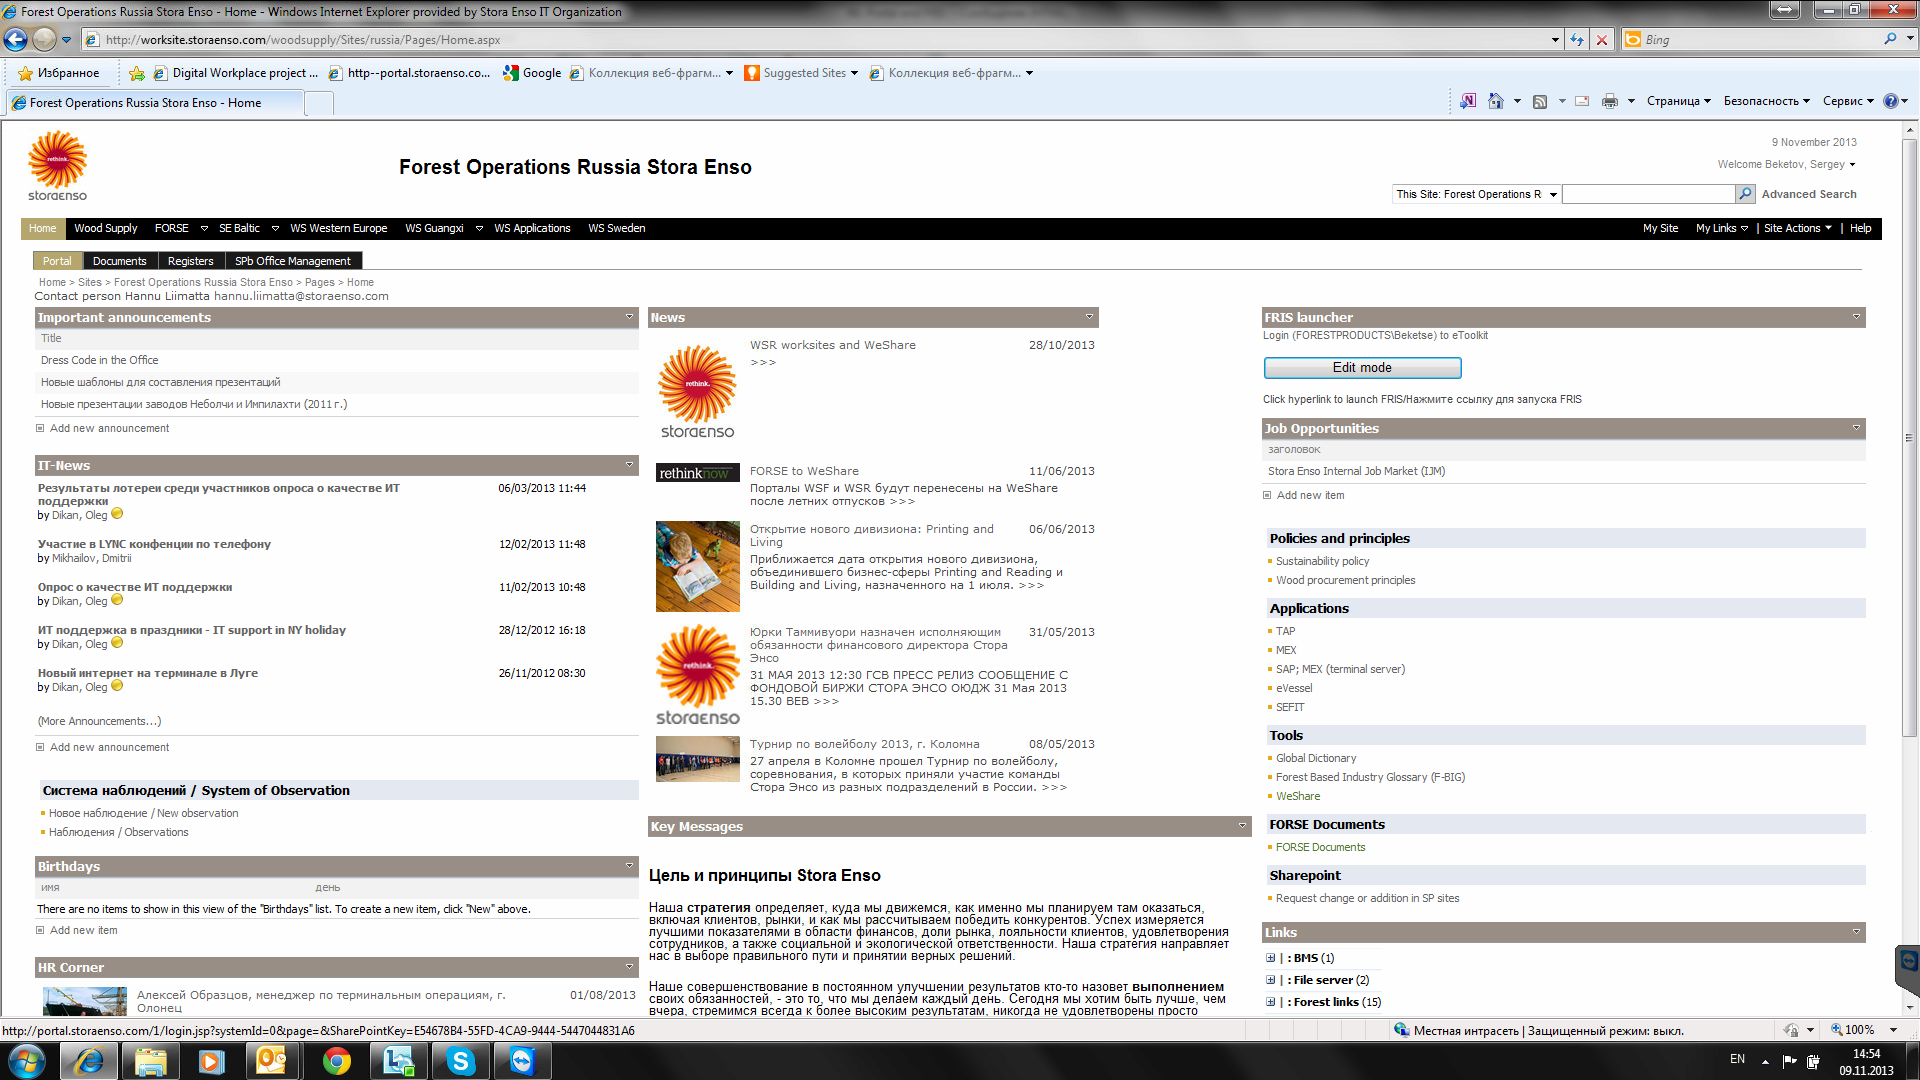 Forest Operations Russia Stora Enso - Home - Windows Internet Explorer provided by Stora Enso IT Organization
http://worksite.storaenso.com/woodsupply/Sites/russia/Pages/Home.aspx
Bing
Избранное
Digital Workplace project ...
http--portal.storaenso.co...
Google
Коллекция веб-фрагм...
Suggested Sites
Коллекция веб-фрагм...
Forest Operations Russia Stora Enso - Home
Страница
Безопасность
Сервис
rethink.
storaenso
Forest Operations Russia Stora Enso
9 November 2013
Welcome Beketov, Sergey
This Site: Forest Operations R
Advanced Search
Home Wood Supply FORSE SE Baltic WS Western Europe WS Guangxi WS Applications WS Sweden
My Site My Links | Site Actions | Help
Portal Documents Registers SPb Office Management
Home > Sites > Forest Operations Russia Stora Enso > Pages > Home
Contact person Hannu Liimatta hannu.liimatta@storaenso.com
Important announcements
Title
Dress Code in the Office
Новые шаблоны для составления презентаций
Новые презентации заводов Неболчи и Импилахти (2011 г.)
Add new announcement
IT-News
Результаты лотереи среди участников опроса о качестве ИТ
поддержки
06/03/2013 11:44
by Dikan, Oleg
Участие в LYNC конфенции по телефону
12/02/2013 11:48
by Mikhailov, Dmitrii
Опрос о качестве ИТ поддержки
11/02/2013 10:48
by Dikan, Oleg
ИТ поддержка в праздники - IT support in NY holiday
28/12/2012 16:18
by Dikan, Oleg
Новый интернет на терминале в Луге
26/11/2012 08:30
by Dikan, Oleg
(More Announcements...)
Add new announcement
Система наблюдений / System of Observation
Новое наблюдение / New observation
Наблюдения / Observations
Birthdays
имя день
There are no items to show in this view of the "Birthdays" list. To create a new item, click "New" above.
Add new item
HR Corner
Алексей Образцов, менеджер по терминальным операциям, г.
Олонец
01/08/2013
News
rethink.
storaenso
WSR worksites and WeShare
28/10/2013
>>>
rethinknow
FORSE to WeShare
11/06/2013
Порталы WSF и WSR будут перенесены на WeShare
после летних отпусков >>>
Открытие нового дивизиона: Printing and
Living
06/06/2013
Приближается дата открытия нового дивизиона,
объединившего бизнес-сферы Printing and Reading и
Building and Living, назначенного на 1 июля. >>>
rethink.
storaenso
Юрки Таммивуори назначен исполняющим
обязанности финансового директора Стора
Энсо
31/05/2013
31 МАЯ 2013 12:30 ГСВ ПРЕСС РЕЛИЗ СООБЩЕНИЕ С
ФОНДОВОЙ БИРЖИ СТОРА ЭНСО ОЮДЖ 31 Мая 2013
15.30 ВЕВ >>>
Турнир по волейболу 2013, г. Коломна
08/05/2013
27 апреля в Коломне прошел Турнир по волейболу,
соревнования, в которых приняли участие команды
Стора Энсо из разных подразделений в России. >>>
Key Messages
Цель и принципы Stora Enso
Наша стратегия определяет, куда мы движемся, как именно мы планируем там оказаться,
включая клиентов, рынки, и как мы рассчитываем победить конкурентов. Успех измеряется
лучшими показателями в области финансов, доли рынка, лояльности клиентов, удовлетворения
сотрудников, а также социальной и экологической ответственности. Наша стратегия направляет
нас в выборе правильного пути и принятии верных решений.
Наше совершенствование в постоянном улучшении результатов кто-то назовет выполнением
своих обязанностей, - это то, что мы делаем каждый день. Сегодня мы хотим быть лучше, чем
вчера, стремимся всегда к более высоким результатам, никогда не удовлетворены просто
FRIS launcher
Login (FORESTPRODUCTS\Beketse) to eToolkit
Edit mode
Click hyperlink to launch FRIS/Нажмите ссылку для запуска FRIS
Job Opportunities
заголовок
Stora Enso Internal Job Market (IJM)
Add new item
Policies and principles
Sustainability policy
Wood procurement principles
Applications
TAP
MEX
SAP; MEX (terminal server)
eVessel
SEFIT
Tools
Global Dictionary
Forest Based Industry Glossary (F-BIG)
WeShare
FORSE Documents
FORSE Documents
Sharepoint
Request change or addition in SP sites
Links
| : BMS (1)
| : File server (2)
| : Forest links (15)
http://portal.storaenso.com/1/login.jsp?systemId=0&page=&SharePointKey=E54678B4-55FD-4CA9-9444-5447044831A6
Местная интрасеть | Защищенный режим: выкл.
100%
EN
14:54
09.11.2013